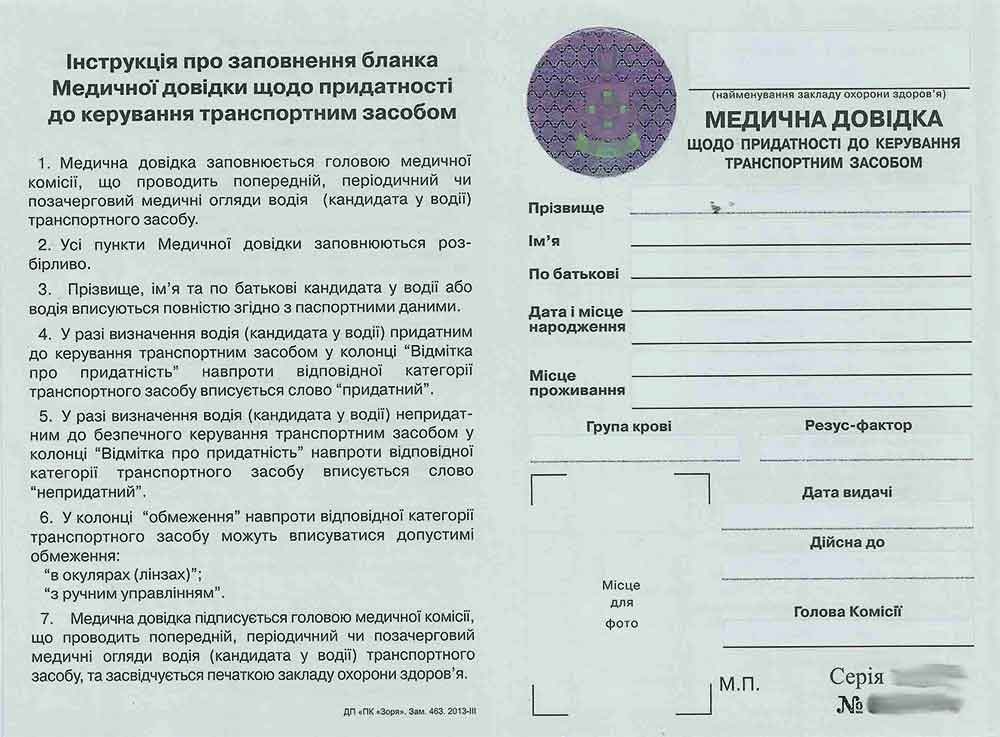 Інструкція про заповнення бланка
Медичної довідки щодо придатності
до керування транспортним засобом
1. Медична довідка заповнюється головою медичної
комісії, що проводить попередній, періодичний чи
позачерговий медичні огляди водія (кандидата у водії)
транспортного засобу.
2. Усі пункти Медичної довідки заповнюються роз-
бірливо.
3. Прізвище, ім’я та по батькові кандидата у водії або
водія вписуються повністю згідно з паспортними даними.
4. У разі визначення водія (кандидата у водії) придатним
до керування транспортним засобом у колонці “Відмітка
про придатність” навпроти відповідної категорії
транспортного засобу вписується слово “придатний”.
5. У разі визначення водія (кандидата у водії) непридат-
ним до безпечного керування транспортним засобом у
колонці “Відмітка про придатність” навпроти відповідної
категорії транспортного засобу вписується слово
“непридатний”.
6. У колонці “обмеження” навпроти відповідної категорії
транспортного засобу можуть вписуватися допустимі
обмеження:
“в окулярах (лінзах)”;
“з ручним управлінням”.
7. Медична довідка підписується головою медичної комісії,
що проводить попередній, періодичний чи позачерговий
медичні огляди водія (кандидата у водії) транспортного
засобу, та засвідчується печаткою закладу охорони здоров’я.
ДП «ПК «Зоря». Зам. 463. 2013-III
(найменування закладу охорони здоров’я)
МЕДИЧНА ДОВІДКА
ЩОДО ПРИДАТНОСТІ ДО КЕРУВАННЯ
ТРАНСПОРТНИМ ЗАСОБОМ
Прізвище
Ім’я
По батькові
Дата і місце
народження
Місце
проживання
Група крові
Резус-фактор
Дата видачі
Дійсна до
Місце
для
фото
Голова Комісії
М.П.
Серія
№